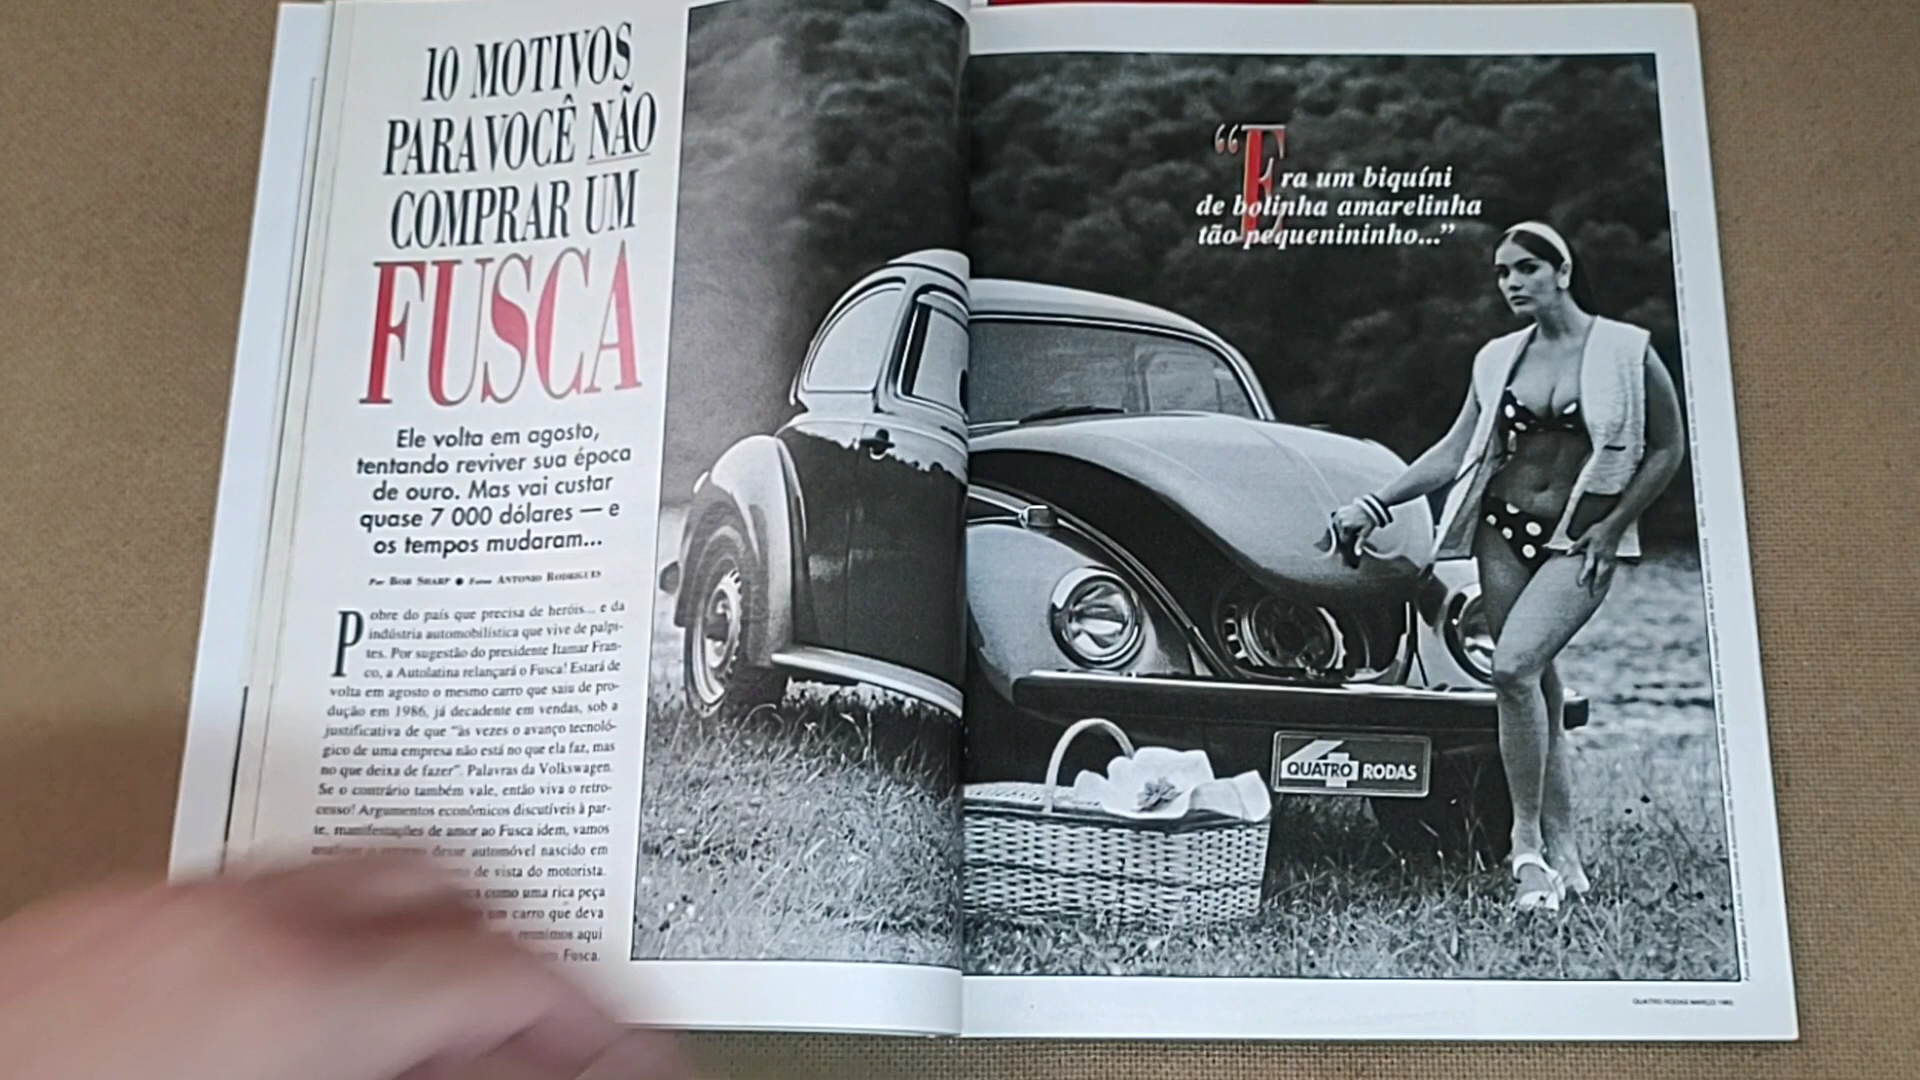 10 MOTIVOS
PARA VOCÊ NÃO
COMPRAR UM
FUSCA
Ele volta em agosto,
tentando reviver sua época
de ouro. Mas vai custar
quase 7 000 dólares — e
os tempos mudaram...
Por BOB SHARP ● Fotos ANTONIO RODRIGUES
Pobre do país que precisa de heróis... e da
indústria automobilística que vive de palpi-
tes. Por sugestão do presidente Itamar Fran-
co, a Autolatina relançará o Fusca! Estará de
volta em agosto o mesmo carro que saiu de pro-
dução em 1986, já decadente em vendas, sob a
justificativa de que "às vezes o avanço tecnoló-
gico de uma empresa não está no que ela faz, mas
no que deixa de fazer". Palavras da Volkswagen.
Se o contrário também vale, então viva o retro-
cesso! Argumentos econômicos discutíveis à par-
te, manifestações de amor ao Fusca idem, vamos
desse automóvel nascido em
de vista do motorista.
como uma rica peça
um carro que deva
reunimos aqui
Fusca.
“Era um biquíni
de bolinha amarelinha
tão pequenininho...”
QUATRO RODAS
QUATRO RODAS MARÇO 1993